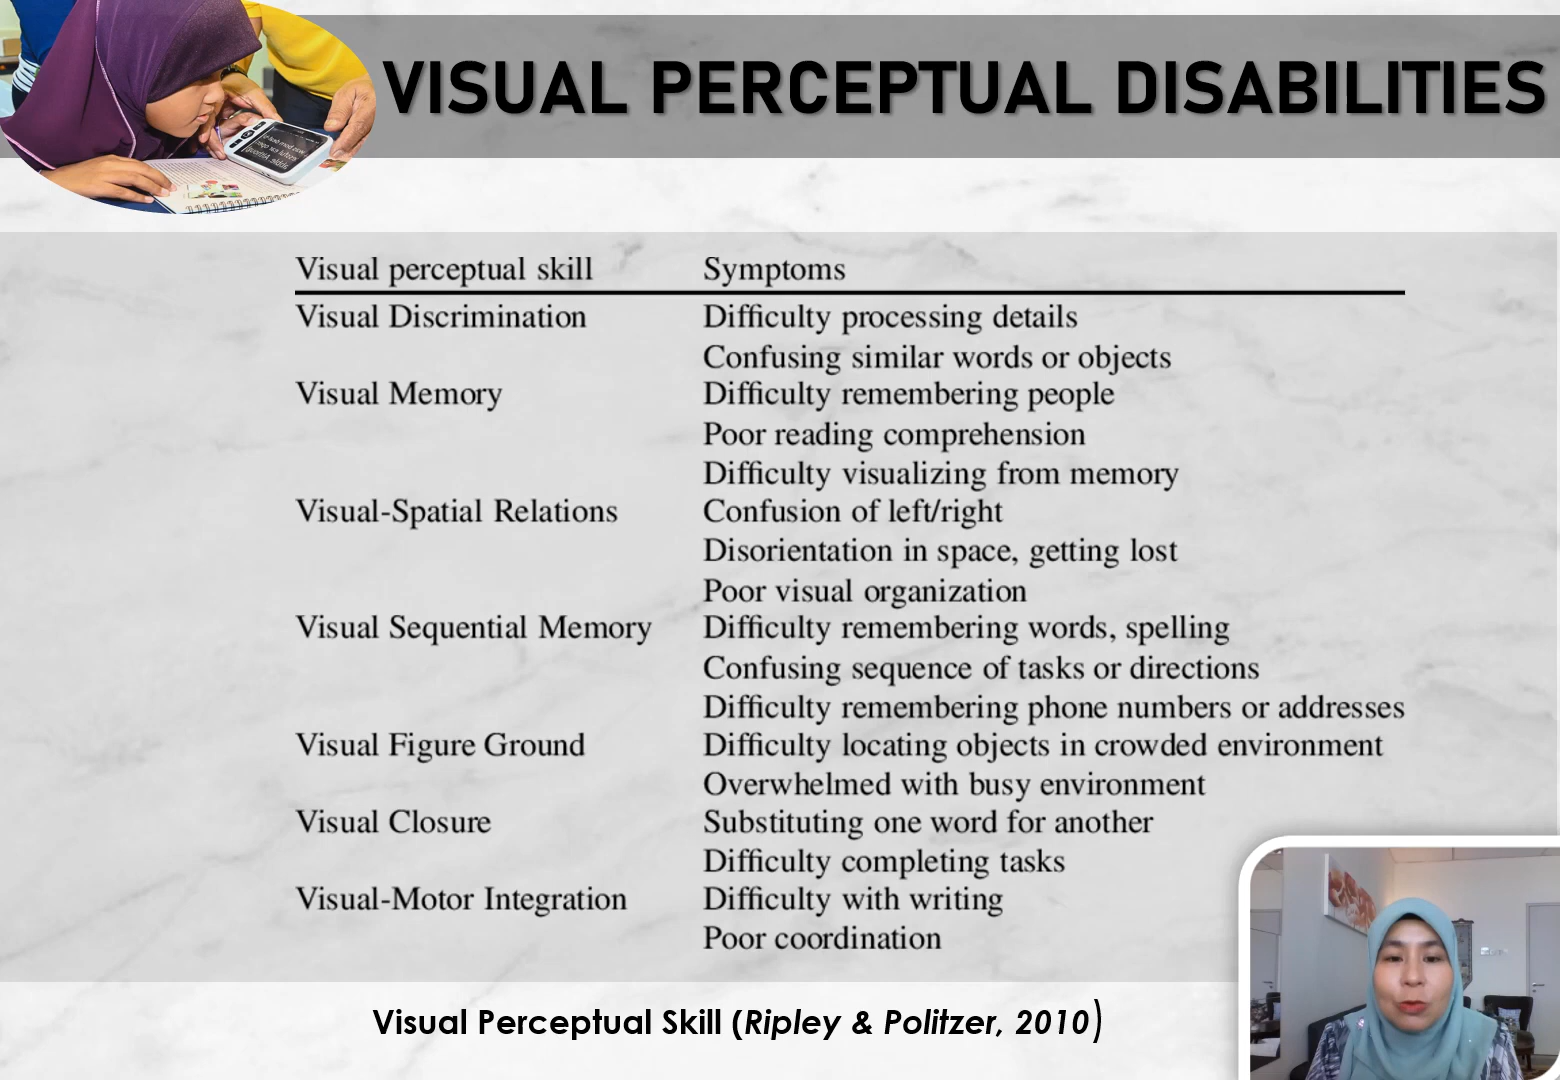 VISUAL PERCEPTUAL DISABILITIES
Visual perceptual skill Symptoms
Visual Discrimination Difficulty processing details
Confusing similar words or objects
Visual Memory Difficulty remembering people
Poor reading comprehension
Difficulty visualizing from memory
Visual-Spatial Relations Confusion of left/right
Disorientation in space, getting lost
Poor visual organization
Visual Sequential Memory Difficulty remembering words, spelling
Confusing sequence of tasks or directions
Difficulty remembering phone numbers or addresses
Visual Figure Ground Difficulty locating objects in crowded environment
Overwhelmed with busy environment
Visual Closure Substituting one word for another
Difficulty completing tasks
Visual-Motor Integration Difficulty with writing
Poor coordination
Visual Perceptual Skill (Ripley & Politzer, 2010)